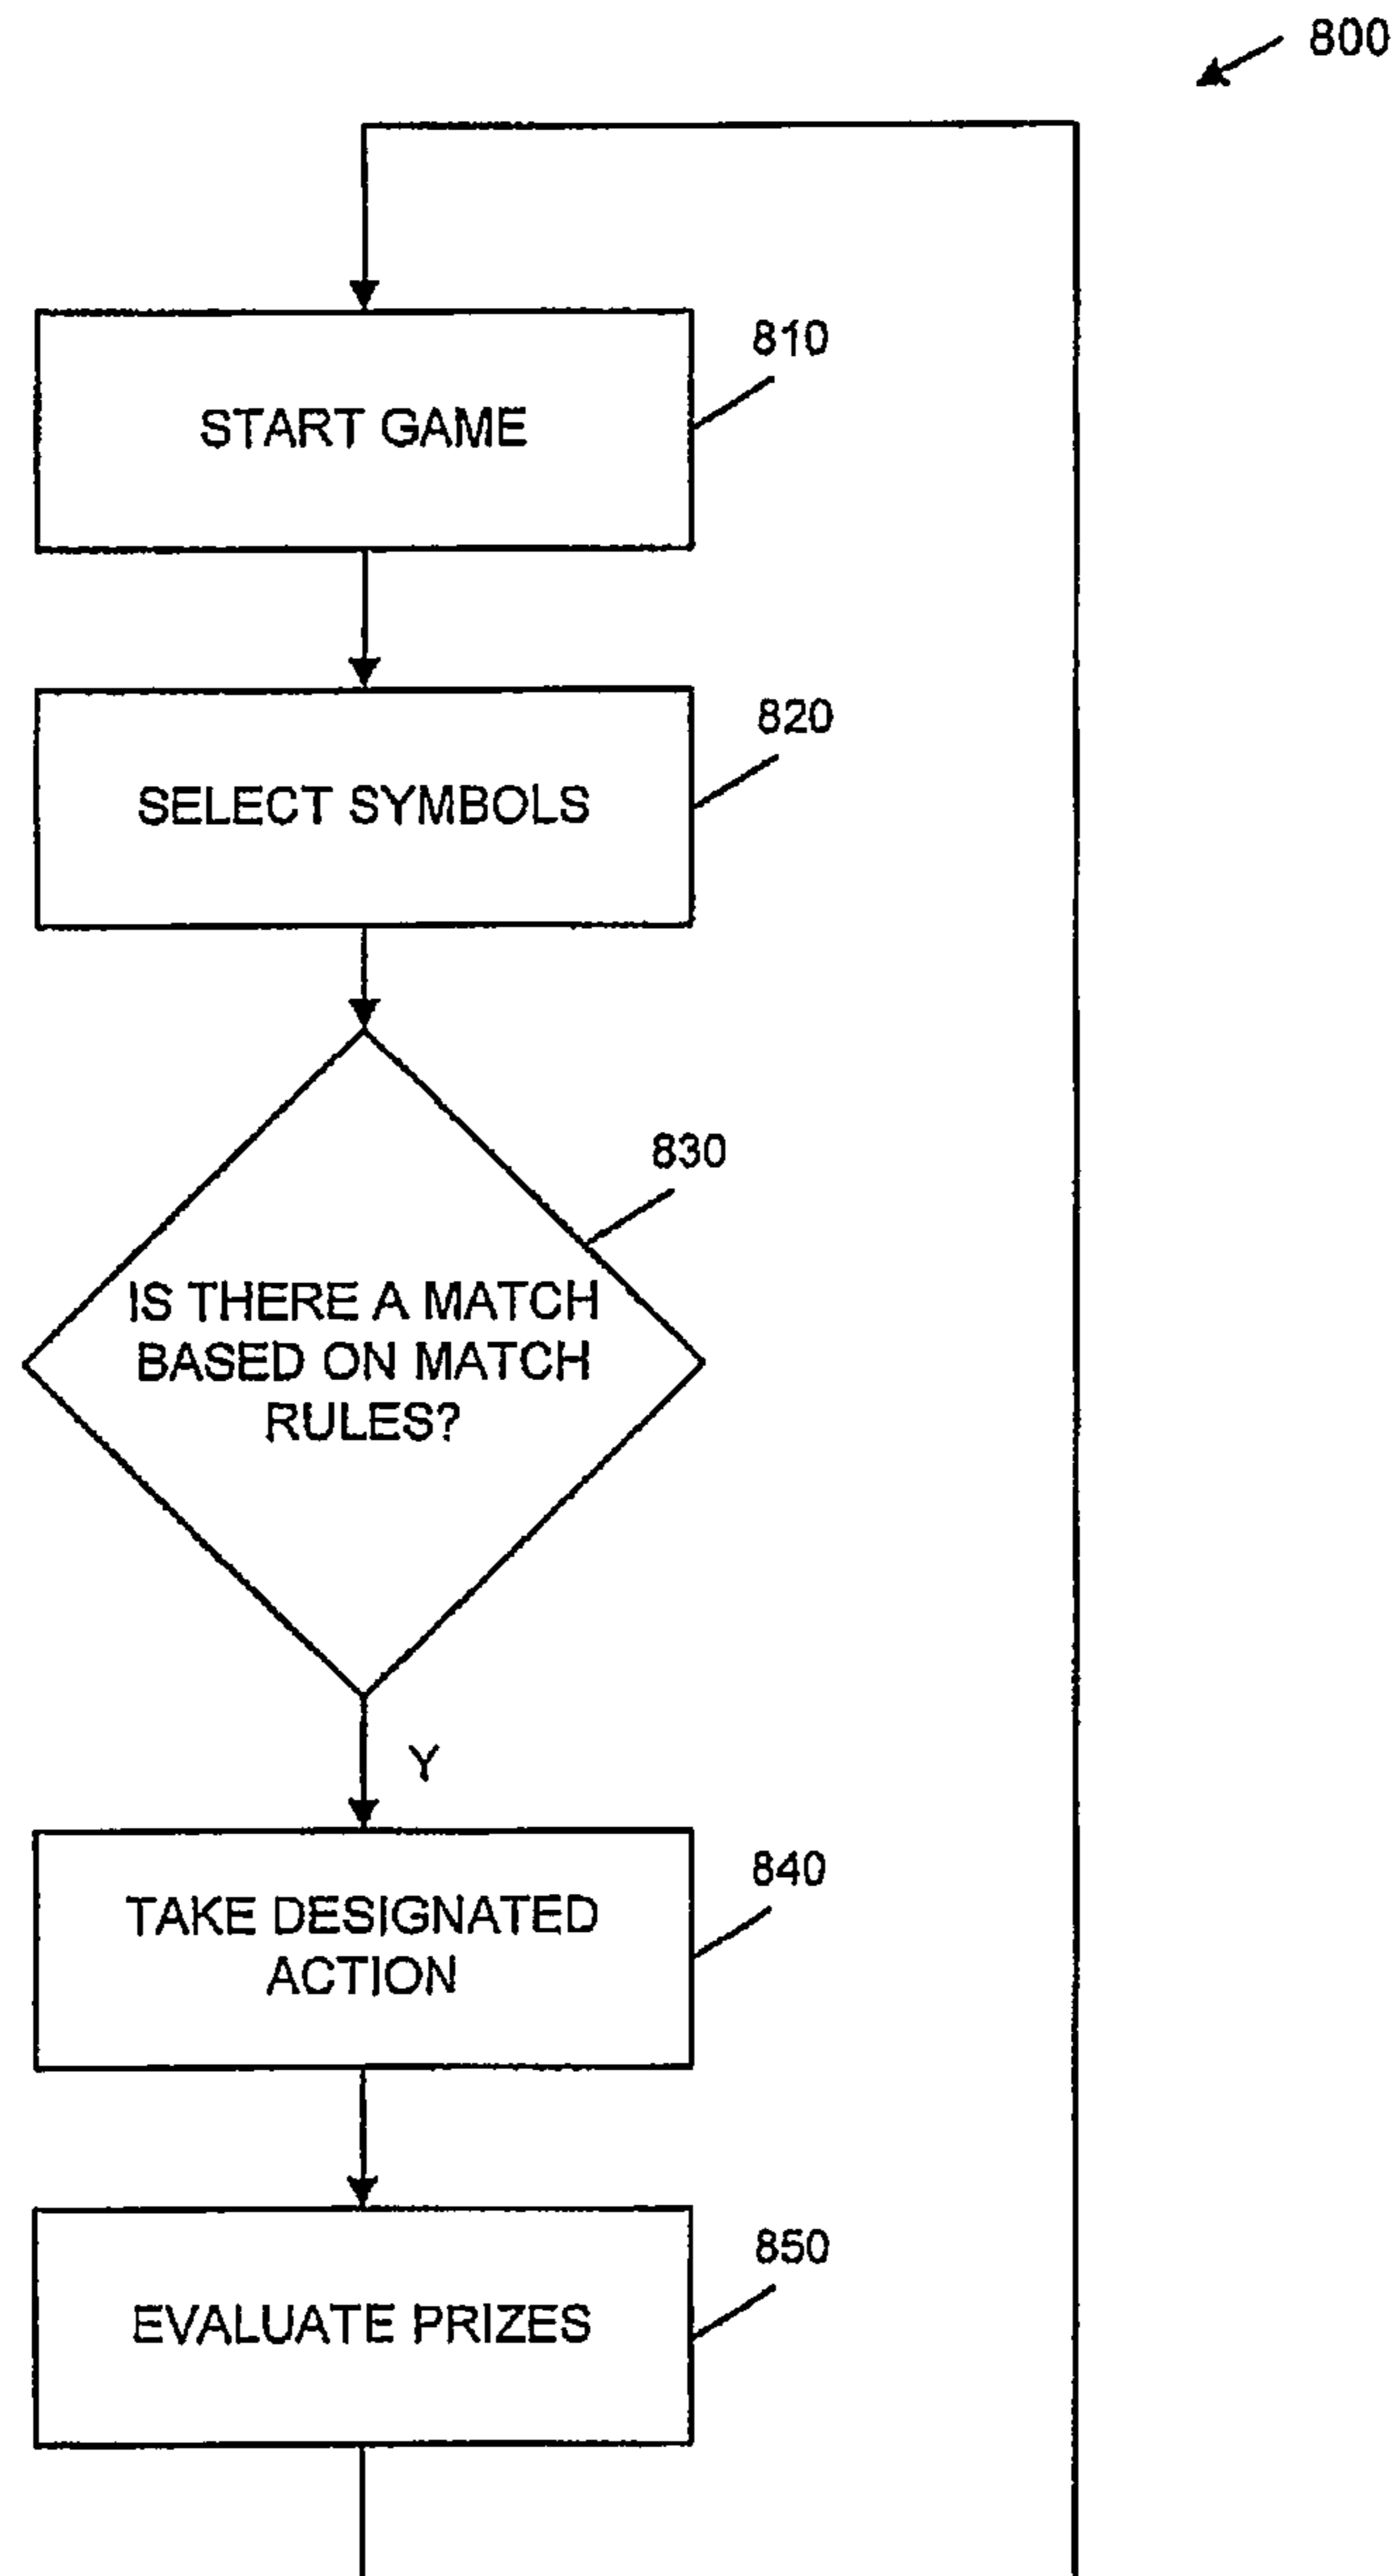 800
810
START GAME
820
SELECT SYMBOLS
830
IS THERE A MATCH
BASED ON MATCH
RULES?
Y
840
TAKE DESIGNATED
ACTION
850
EVALUATE PRIZES